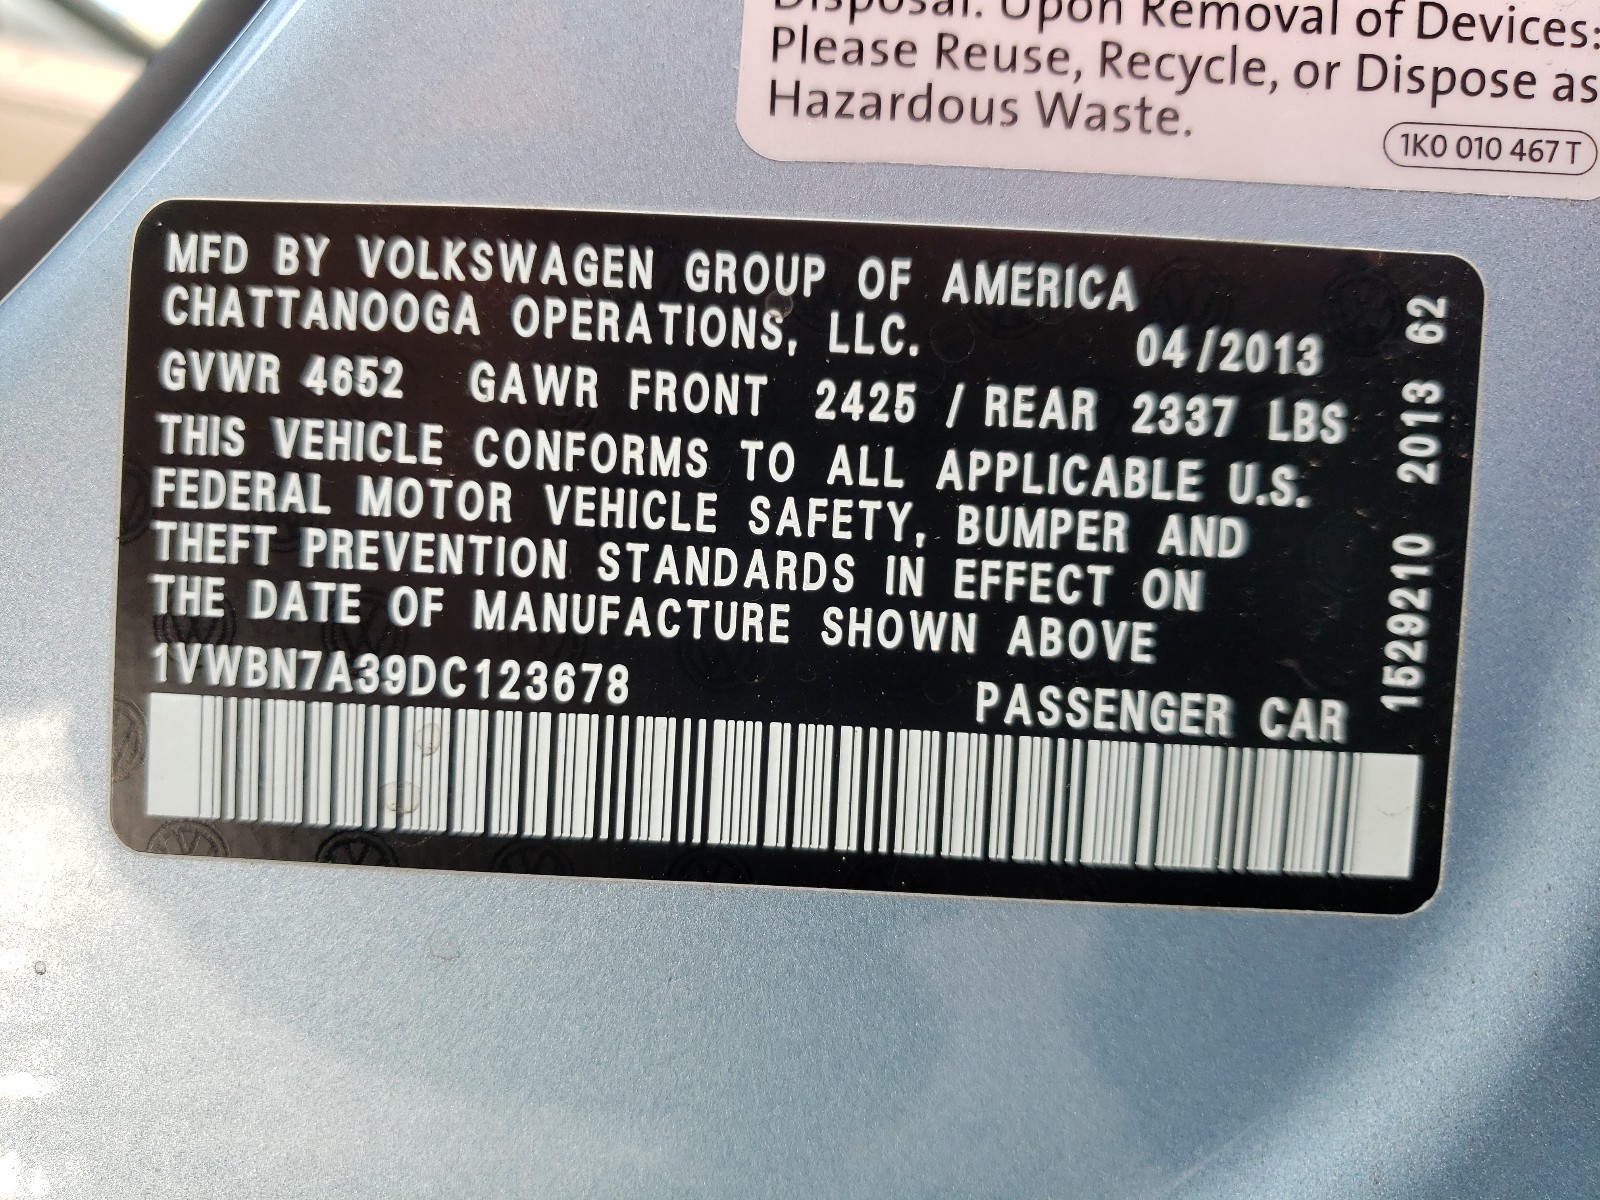 Disposal: Upon Removal of Devices:
Please Reuse, Recycle, or Dispose as
Hazardous Waste.
1K0 010 467 T
MFD BY VOLKSWAGEN GROUP OF AMERICA
CHATTANOOGA OPERATIONS, LLC. 04/2013
GVWR 4652 GAWR FRONT 2425 / REAR 2337 LBS
THIS VEHICLE CONFORMS TO ALL APPLICABLE U.S.
FEDERAL MOTOR VEHICLE SAFETY, BUMPER AND
THEFT PREVENTION STANDARDS IN EFFECT ON
THE DATE OF MANUFACTURE SHOWN ABOVE
1VWBN7A39DC123678 PASSENGER CAR
1529210 2013 62